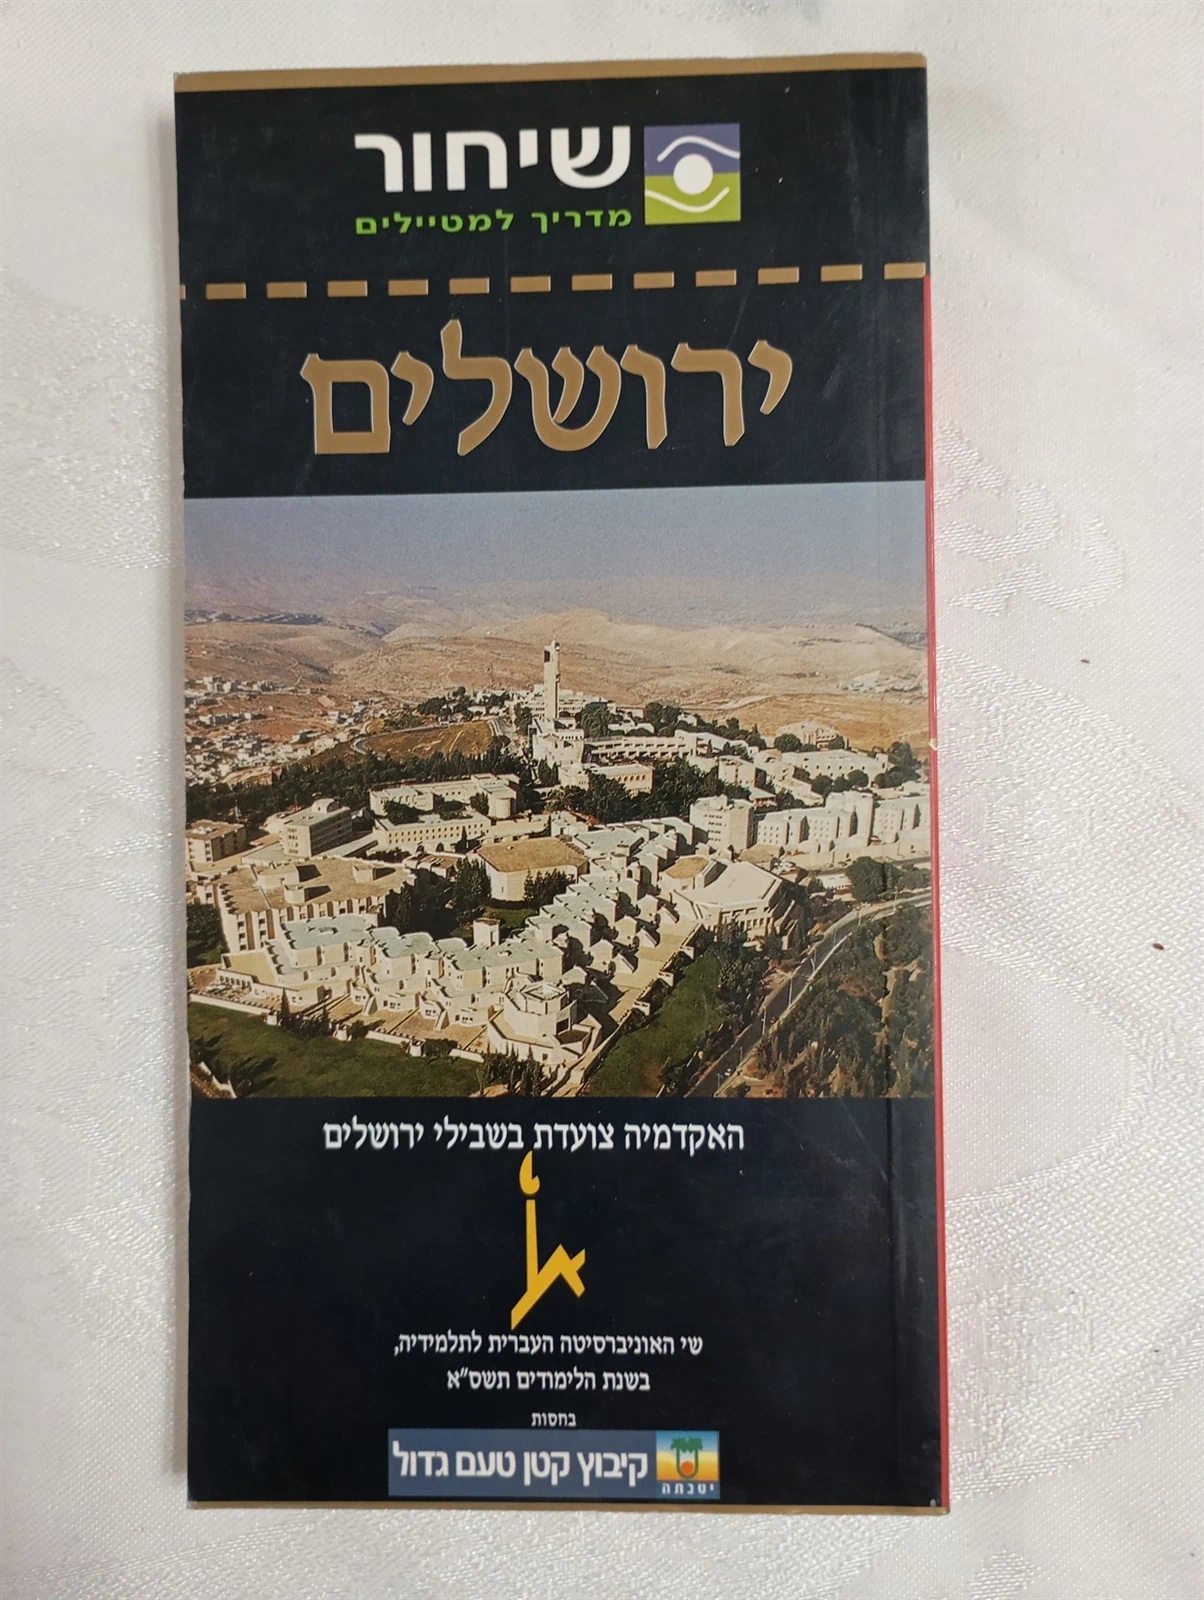 שיחור
מדריך למטיילים
ירושלים
האקדמיה צועדת בשבילי ירושלים
שי האוניברסיטה העברית לתלמידיה,
בשנת הלימודים תשס"א
בחסות
קיבוץ קטן טעם גדול
יטבתה